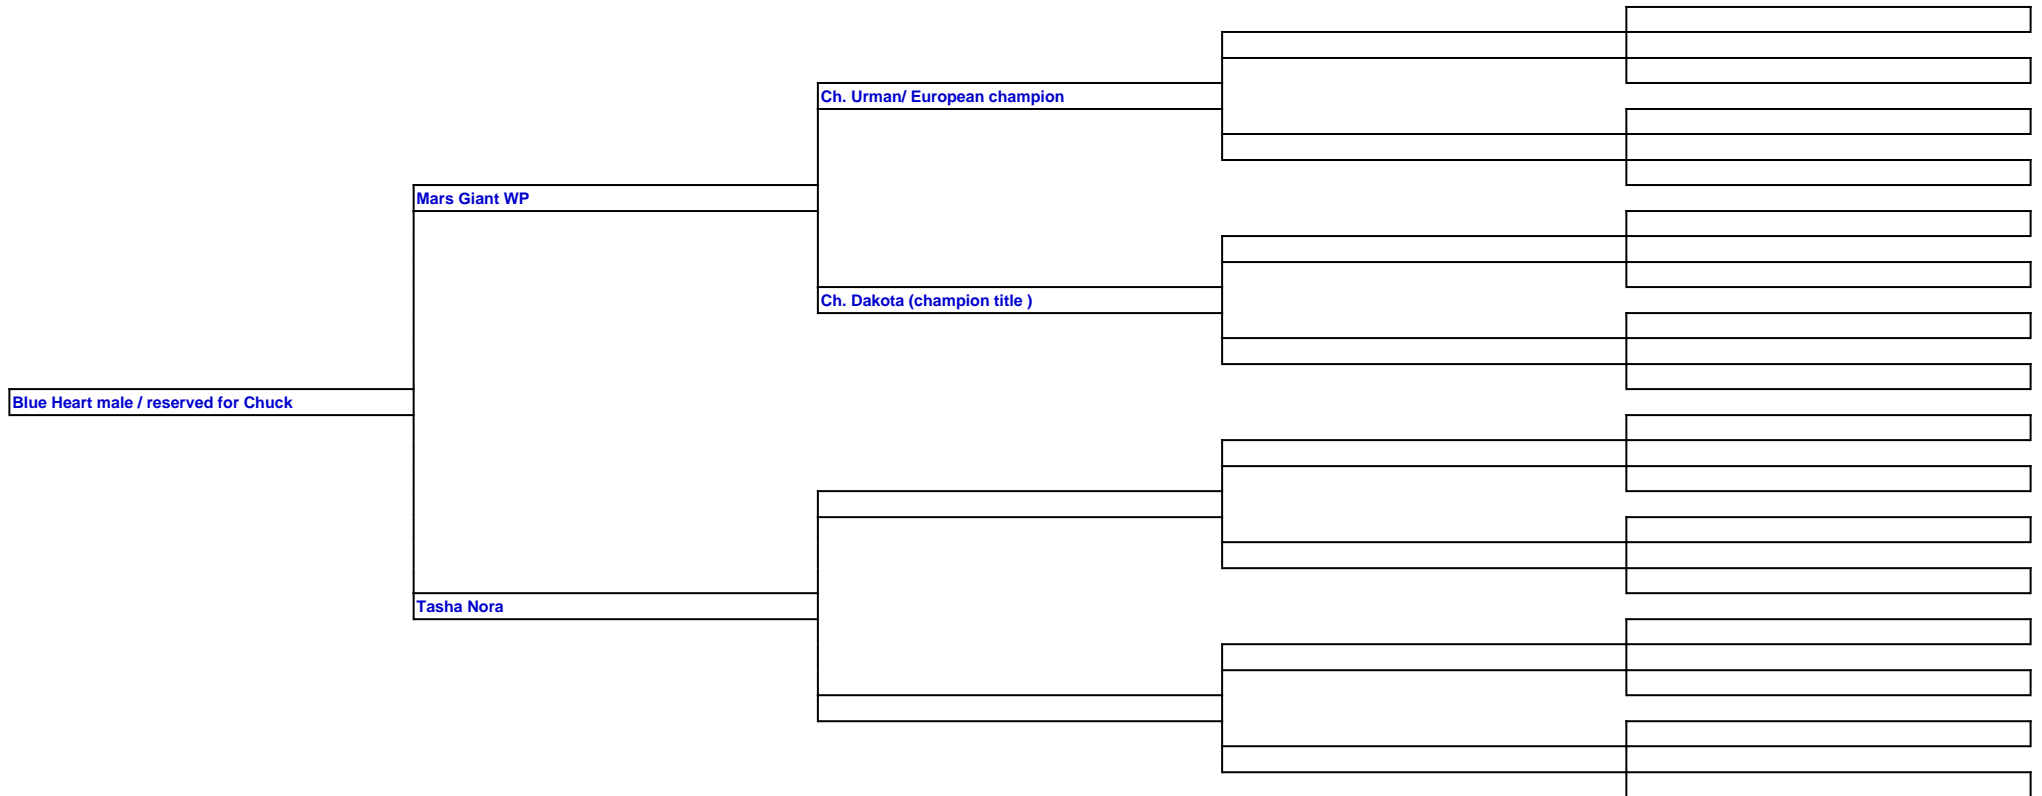 Ch. Urman/ European champion
Mars Giant WP
Ch. Dakota (champion title )
Blue Heart male / reserved for Chuck
Tasha Nora